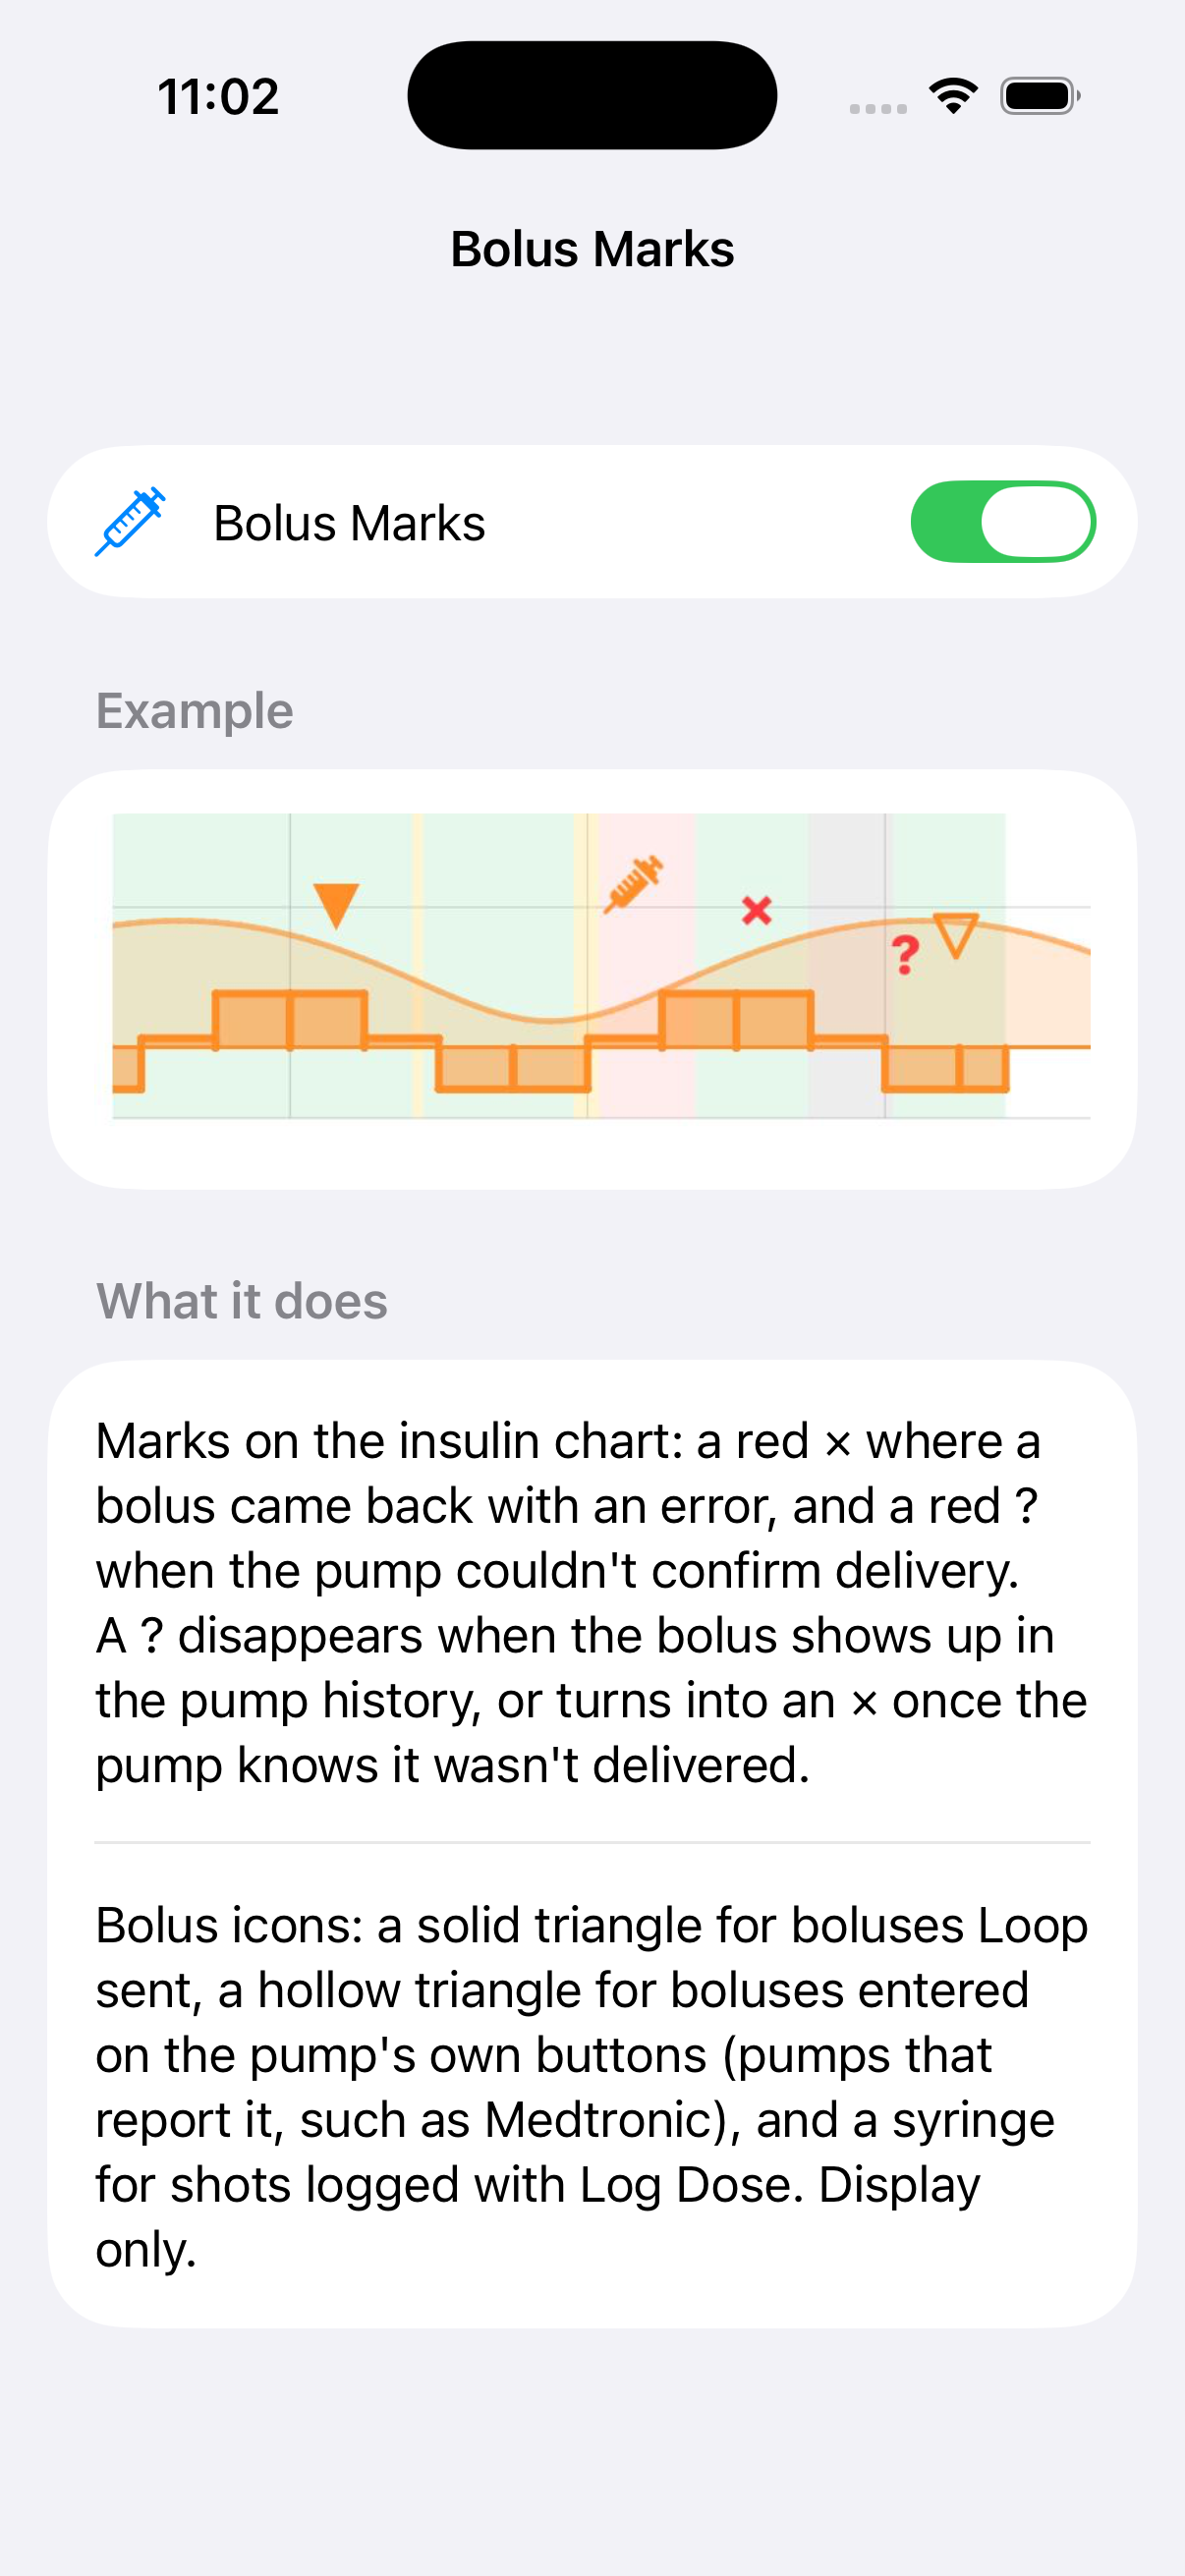 11:02
Bolus Marks
Bolus Marks
Example
?
What it does
Marks on the insulin chart: a red × where a
bolus came back with an error, and a red ?
when the pump couldn't confirm delivery.
A ? disappears when the bolus shows up in
the pump history, or turns into an × once the
pump knows it wasn't delivered.
Bolus icons: a solid triangle for boluses Loop
sent, a hollow triangle for boluses entered
on the pump's own buttons (pumps that
report it, such as Medtronic), and a syringe
for shots logged with Log Dose. Display
only.